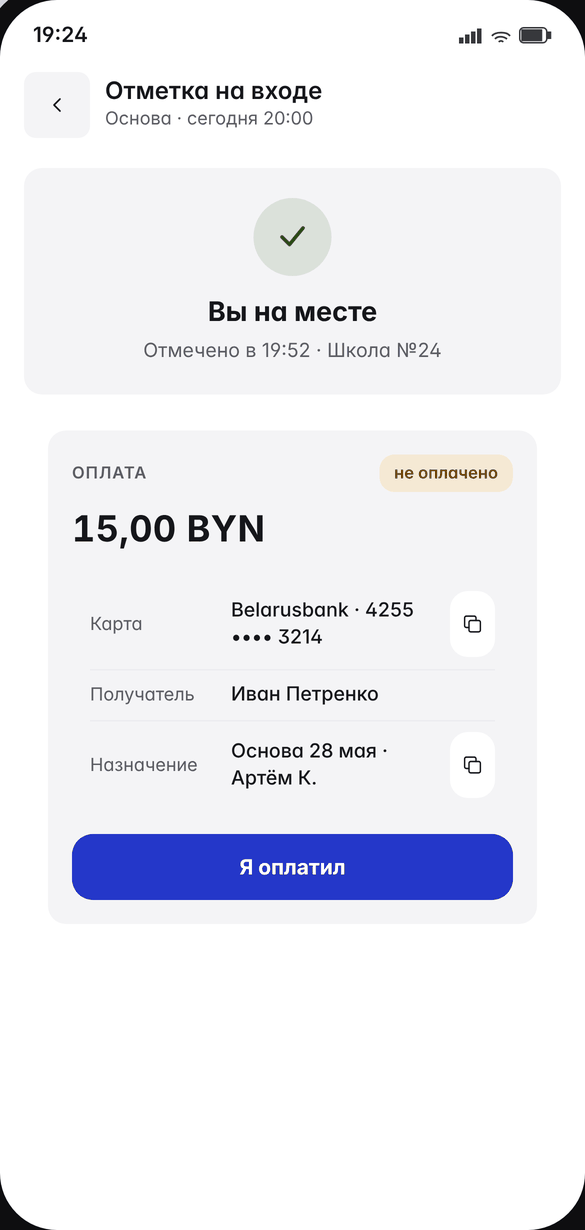 19:24
Отметка на входе
Основа · сегодня 20:00
Вы на месте
Отмечено в 19:52 · Школа №24
ОПЛАТА
не оплачено
15,00 BYN
Карта
Belarusbank · 4255
•••• 3214
Получатель
Иван Петренко
Назначение
Основа 28 мая ·
Артём К.
Я оплатил